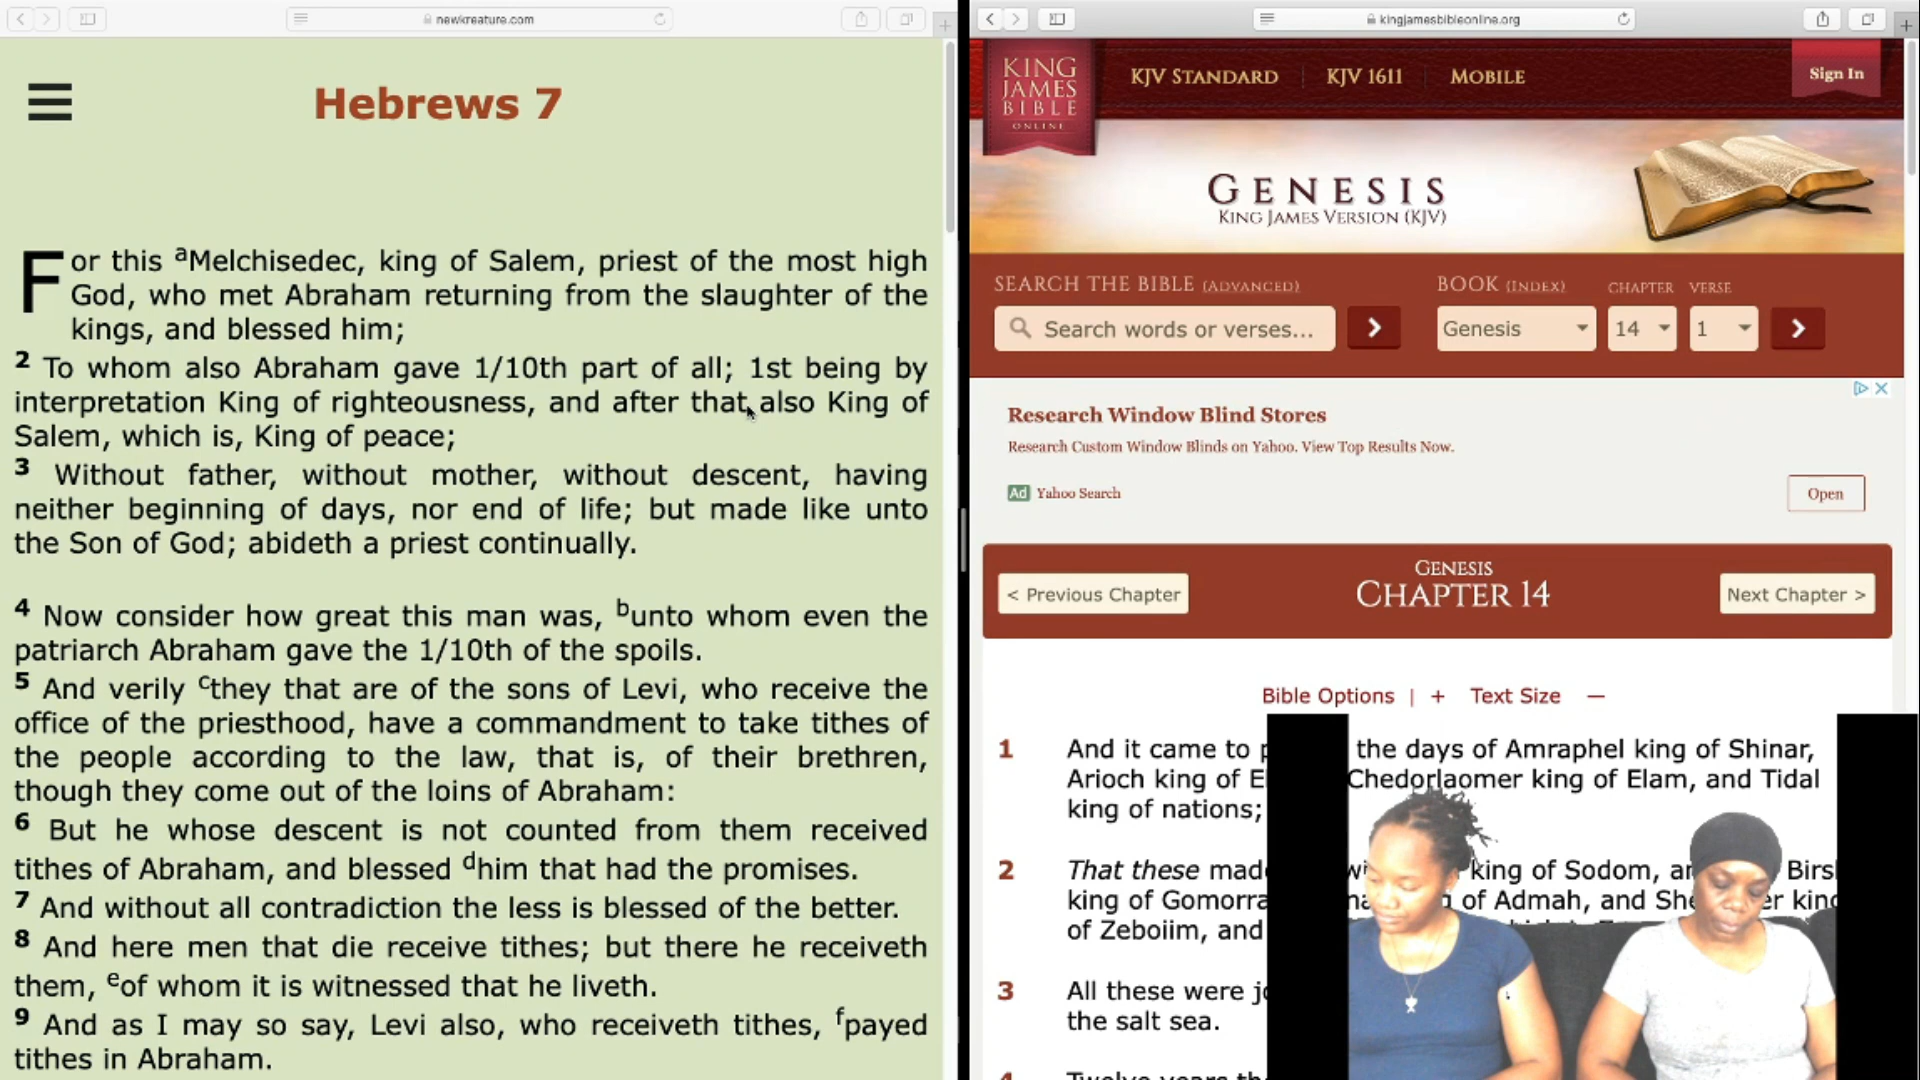 newkreature.com
Hebrews 7
For this aMelchisedec, king of Salem, priest of the most high
God, who met Abraham returning from the slaughter of the
kings, and blessed him;
2 To whom also Abraham gave 1/10th part of all; 1st being by
interpretation King of righteousness, and after that also King of
Salem, which is, King of peace;
3 Without father, without mother, without descent, having
neither beginning of days, nor end of life; but made like unto
the Son of God; abideth a priest continually.
4 Now consider how great this man was, bunto whom even the
patriarch Abraham gave the 1/10th of the spoils.
5 And verily cthey that are of the sons of Levi, who receive the
office of the priesthood, have a commandment to take tithes of
the people according to the law, that is, of their brethren,
though they come out of the loins of Abraham:
6 But he whose descent is not counted from them received
tithes of Abraham, and blessed dhim that had the promises.
7 And without all contradiction the less is blessed of the better.
8 And here men that die receive tithes; but there he receiveth
them, eof whom it is witnessed that he liveth.
9 And as I may so say, Levi also, who receiveth tithes, fpayed
tithes in Abraham.
kingjamesbibleonline.org
KING
JAMES
BIBLE
ONLINE
KJV STANDARD KJV 1611 MOBILE
Sign In
GENESIS
KING JAMES VERSION (KJV)
SEARCH THE BIBLE (ADVANCED) BOOK (INDEX) CHAPTER VERSE
Search words or verses... Genesis 14 1
Research Window Blind Stores
Research Custom Window Blinds on Yahoo. View Top Results Now.
Ad Yahoo Search
Open
GENESIS
CHAPTER 14
< Previous Chapter
Next Chapter >
Bible Options | + Text Size —
1 And it came to the days of Amraphel king of Shinar,
Arioch king of Chedorlaomer king of Elam, and Tidal
king of nations;
2 That these king of Sodom,
king of of Admah, and
of Zeboiim, and
3 All these were
the salt sea.
Twelve years